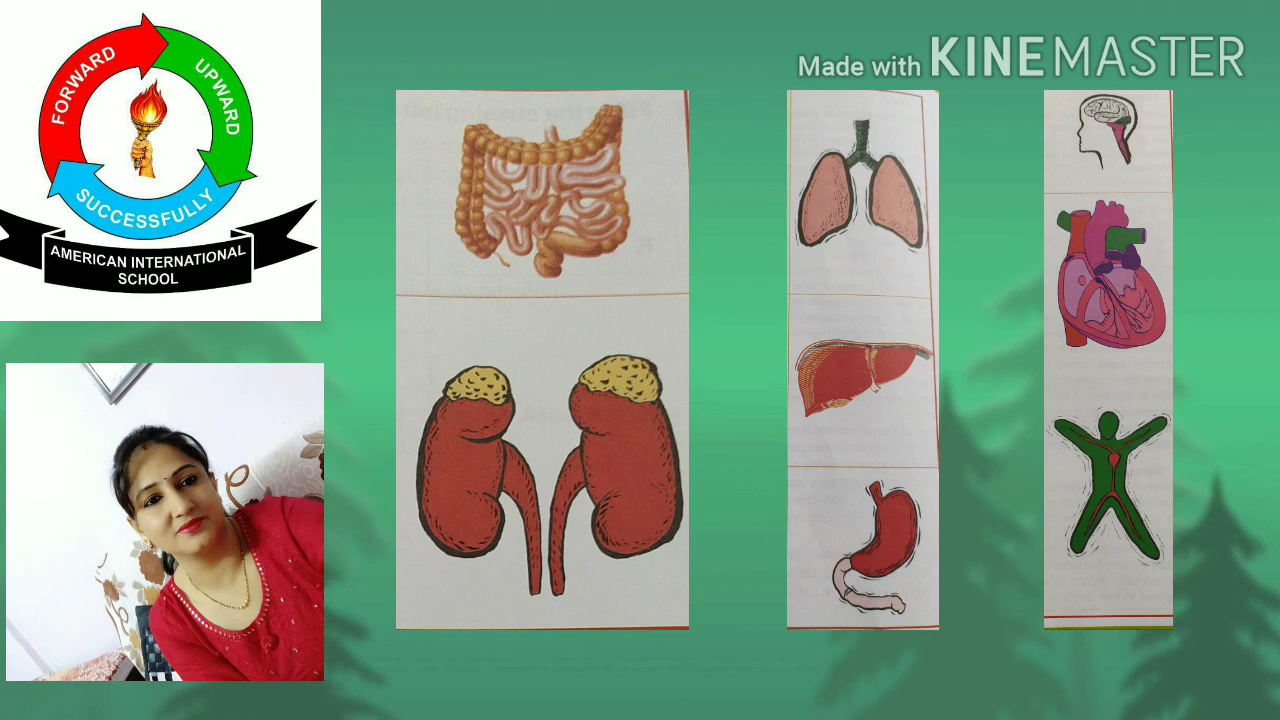 FORWARD
UPWARD
SUCCESSFULLY
AMERICAN INTERNATIONAL
SCHOOL
Made with KINEMASTER